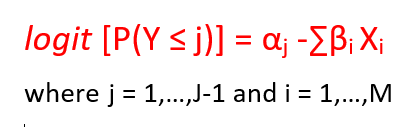 logit [P(Y ≤ j)] = αj -∑βi Xi
where j = 1,…,J-1 and i = 1,…,M